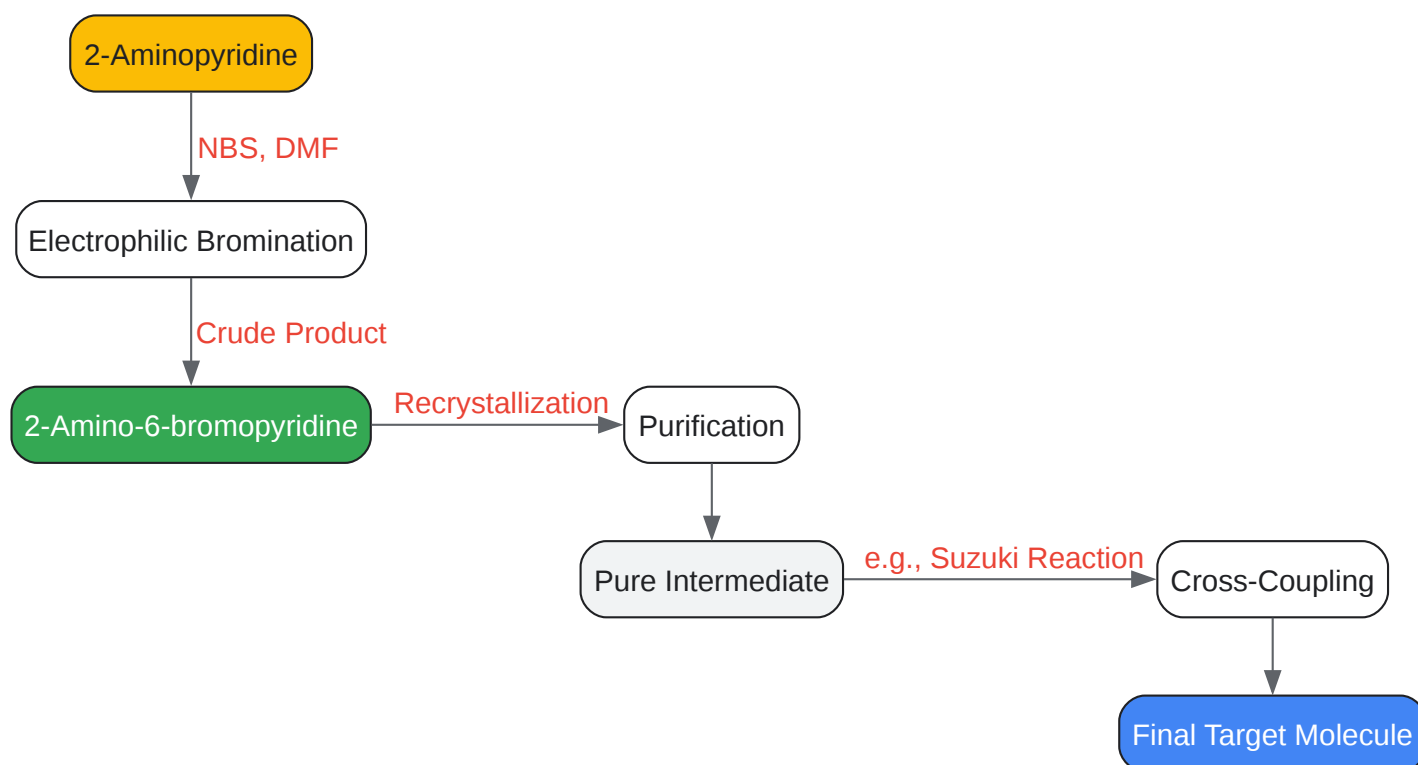 2-Aminopyridine
NBS, DMF
Electrophilic Bromination
Crude Product
2-Amino-6-bromopyridine
Recrystallization
Purification
Pure Intermediate
e.g., Suzuki Reaction
Cross-Coupling
Final Target Molecule